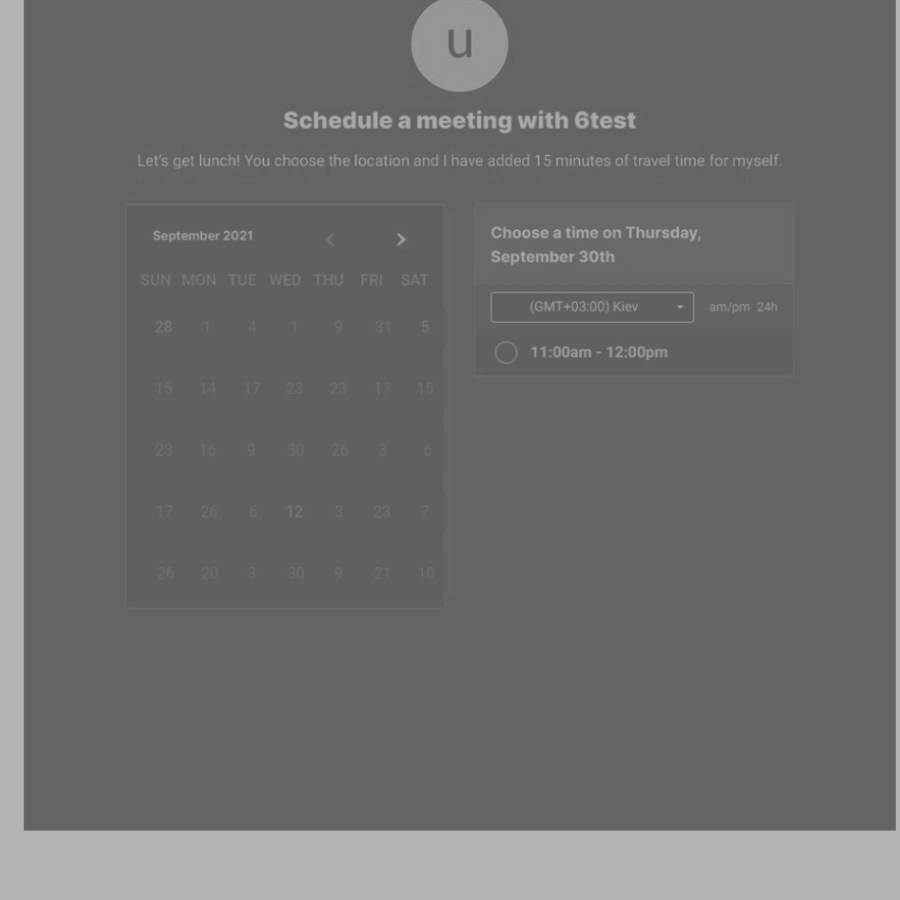 u
Schedule a meeting with 6test
Let's get lunch! You choose the location and I have added 15 minutes of travel time for myself.
September 2021
SUN MON TUE WED THU FRI SAT
28 1 4 1 9 31 5
15 14 17 23 23 17 15
23 16 9 30 26 3 6
17 26 6 12 3 23 7
26 20 3 30 9 21 10
Choose a time on Thursday,
September 30th
(GMT+03:00) Kiev am/pm 24h
11:00am - 12:00pm